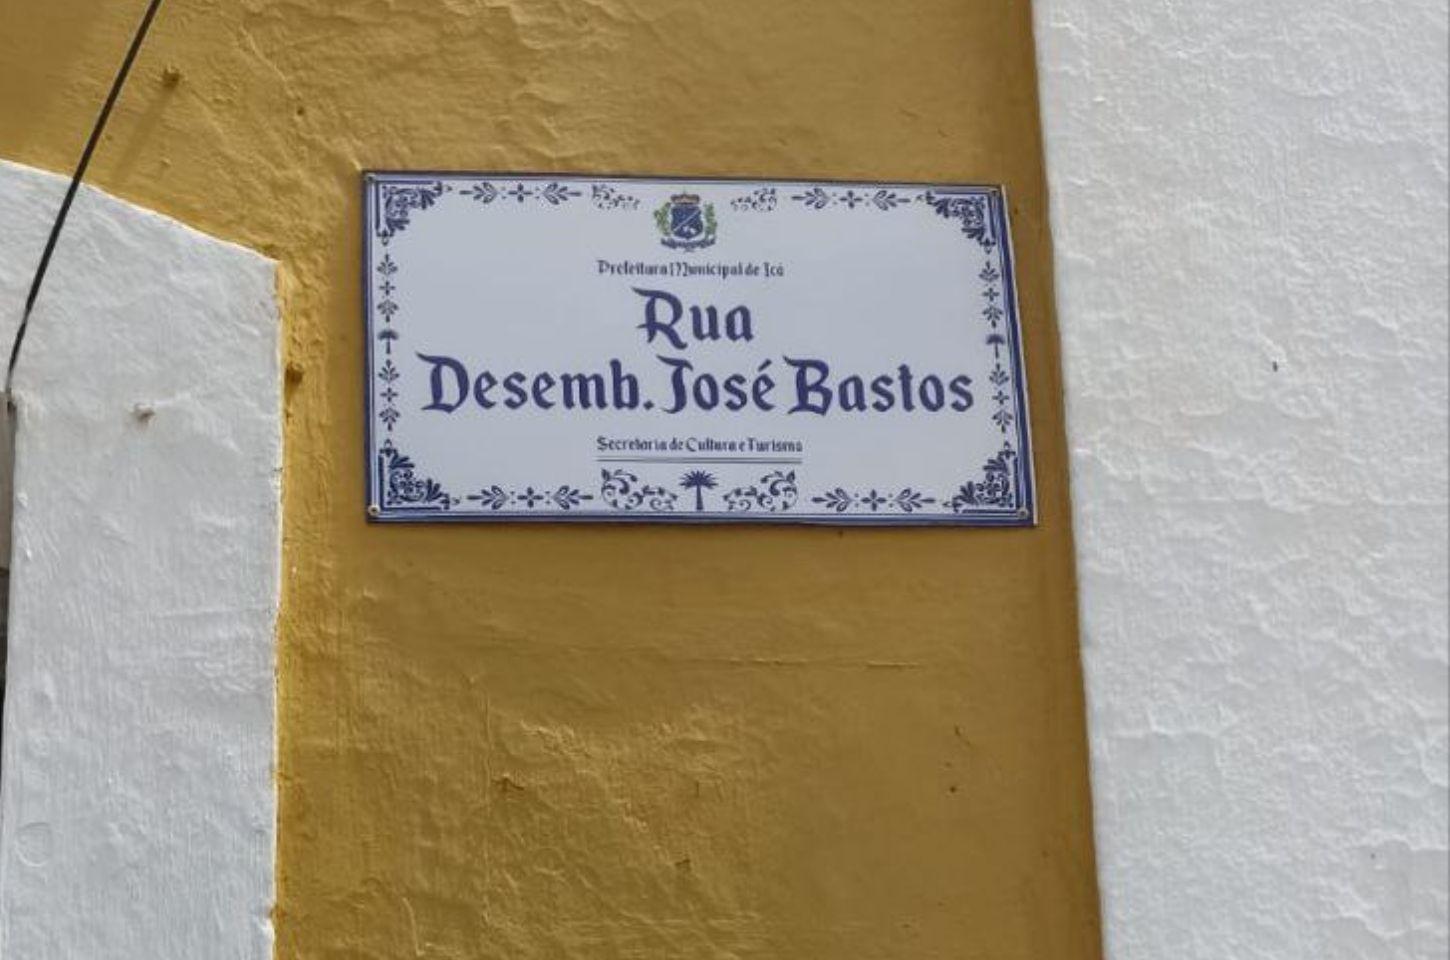 Prefeitura Municipal de Icó
Rua
Desemb. José Bastos
Secretaria de Cultura e Turismo